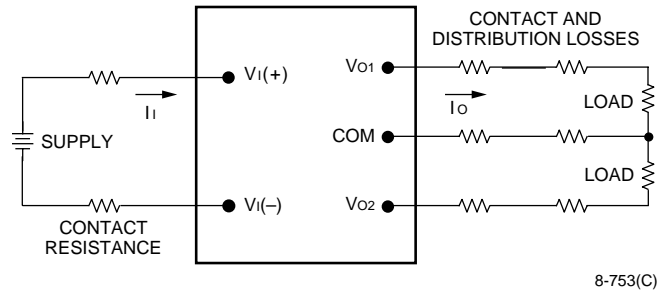 CONTACT AND
DISTRIBUTION LOSSES
VI(+)
VO1
II
IO
LOAD
SUPPLY
COM
LOAD
VI(–)
VO2
CONTACT
RESISTANCE
8-753(C)